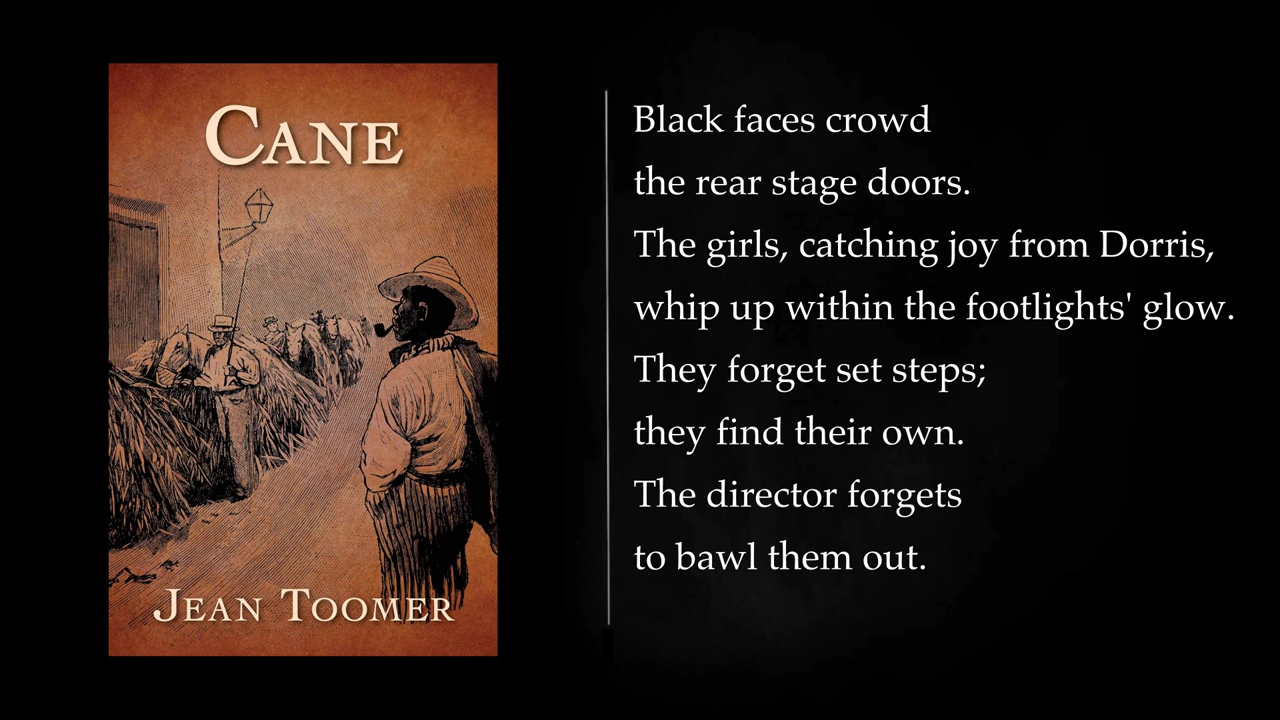 CANE
JEAN TOOMER
Black faces crowd
the rear stage doors.
The girls, catching joy from Dorris,
whip up within the footlights' glow.
They forget set steps;
they find their own.
The director forgets
to bawl them out.